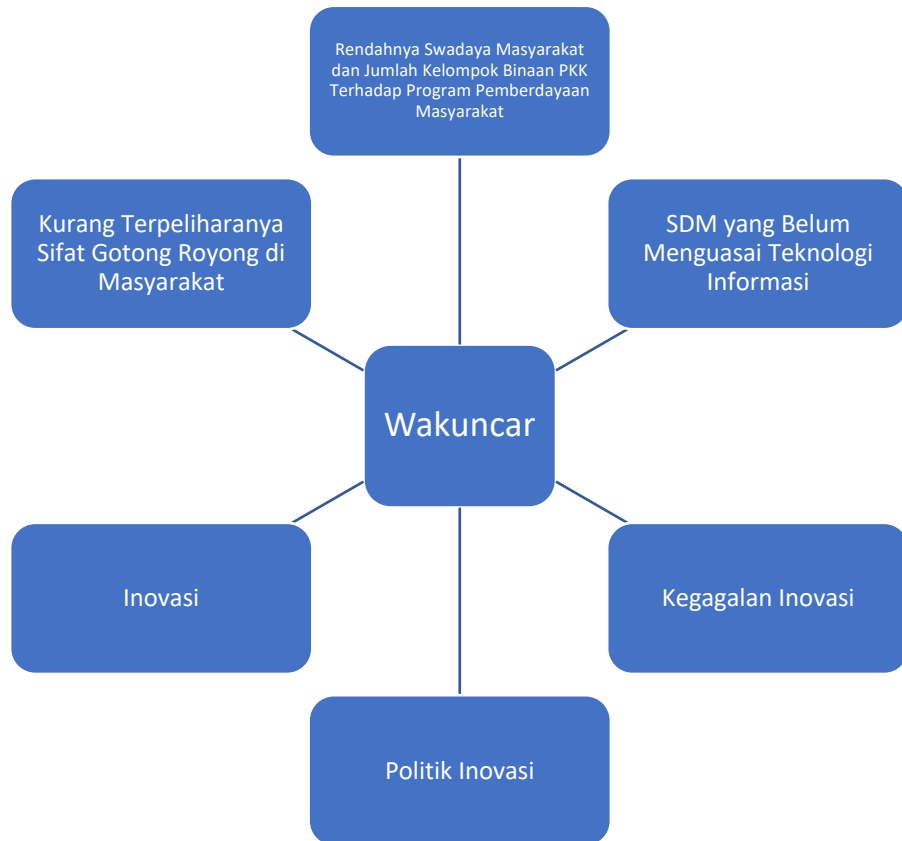 Rendahnya Swadaya Masyarakat
dan Jumlah Kelompok Binaan PKK
Terhadap Program Pemberdayaan
Masyarakat
Kurang Terpeliharanya
Sifat Gotong Royong di
Masyarakat
SDM yang Belum
Menguasai Teknologi
Informasi
Wakuncar
Inovasi
Kegagalan Inovasi
Politik Inovasi